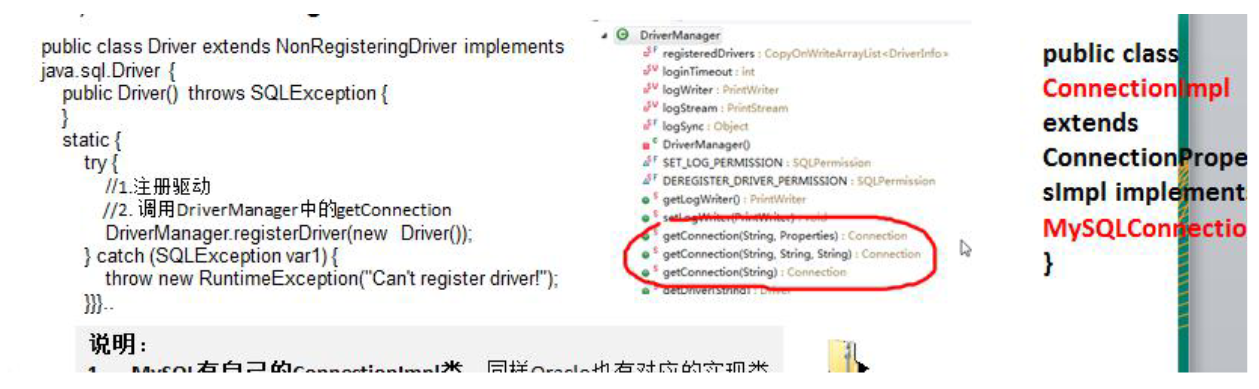 public class Driver extends NonRegisteringDriver implements
java.sql.Driver {
public Driver() throws SQLException {
}
static {
try {
//1.注册驱动
//2. 调用DriverManager中的getConnection
DriverManager.registerDriver(new Driver());
} catch (SQLException var1) {
throw new RuntimeException("Can't register driver!");
}}}..
说明：
1. MySQL有自己的ConnectionImpl类，同样Oracle也有对应的实现类
DriverManager
registeredDrivers : CopyOnWriteArrayList<DriverInfo>
loginTimeout : int
logWriter : PrintWriter
logStream : PrintStream
logSync : Object
DriverManager()
SET_LOG_PERMISSION : SQLPermission
DEREGISTER_DRIVER_PERMISSION : SQLPermission
getLogWriter() : PrintWriter
setLogWriter(PrintWriter) : void
getConnection(String, Properties) : Connection
getConnection(String, String, String) : Connection
getConnection(String) : Connection
getDriver(String) : Driver
public class
ConnectionImpl
extends
ConnectionPrope
sImpl implement
MySQLConnectio
}